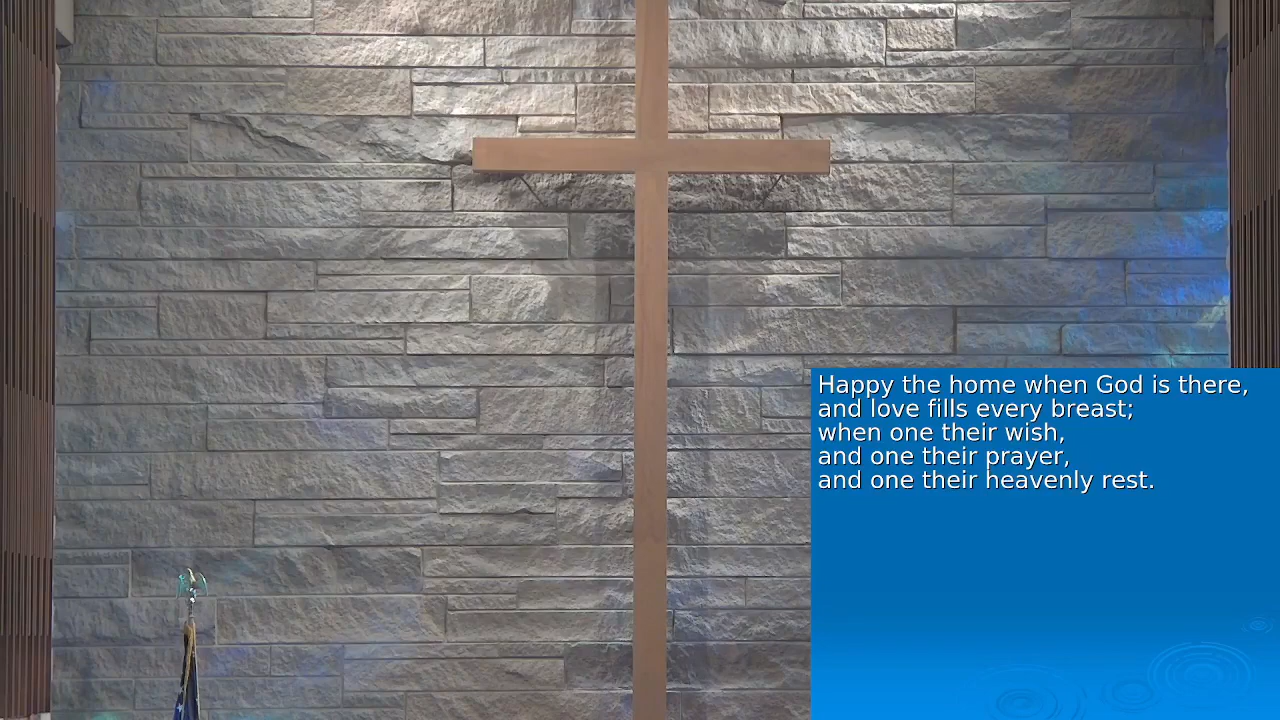 Happy the home when God is there,
and love fills every breast;
when one their wish,
and one their prayer,
and one their heavenly rest.